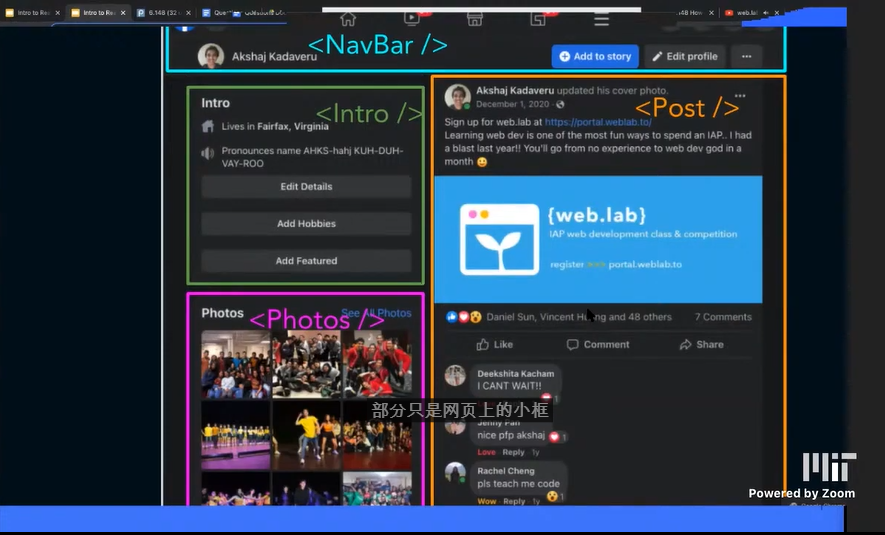 Intro to Re
Intro to Re
6.148 (32
web.la
<NavBar />
Akshaj Kadaveru
Add to story
Edit profile
Intro
<Intro />
Lives in Fairfax, Virginia
Pronounces name AHKS-hahj KUH-DUH-
VAY-ROO
Edit Details
Add Hobbies
Add Featured
Photos
See All Photos
<Photos />
Akshaj Kadaveru updated his cover photo.
December 1, 2020
<Post />
Sign up for web.lab at https://portal.weblab.to/
Learning web dev is one of the most fun ways to spend an IAP.. I had
a blast last year!! You'll go from no experience to web dev god in a
month 😀
{web.lab}
IAP web development class & competition
register >>> portal.weblab.to
Daniel Sun, Vincent Huang and 48 others
7 Comments
Like
Comment
Share
Deekshita Kacham
I CANT WAIT!!
部分只是网页上的小框
Jenny Pan
nice pfp akshaj
1
Love Reply 1y
Rachel Cheng
pls teach me code
1
Wow Reply 1y
MIT
Powered by Zoom